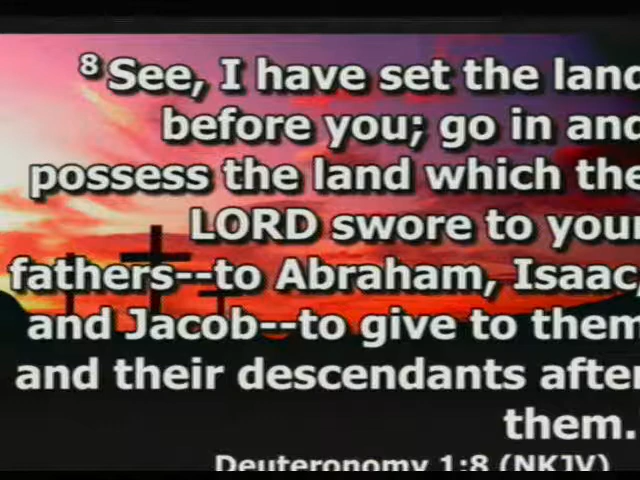 8 See, I have set the land
before you; go in and
possess the land which the
LORD swore to your
fathers--to Abraham, Isaac,
and Jacob--to give to them
and their descendants after
them.
Deuteronomy 1:8 (NKJV)